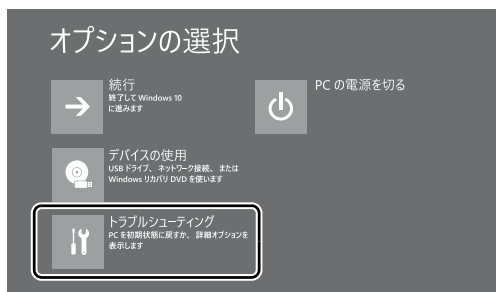 オプションの選択
続行
終了して Windows 10
に進みます
PC の電源を切る
デバイスの使用
USB ドライブ、ネットワーク接続、または
Windows リカバリ DVD を使います
トラブルシューティング
PC を初期状態に戻すか、詳細オプションを
表示します